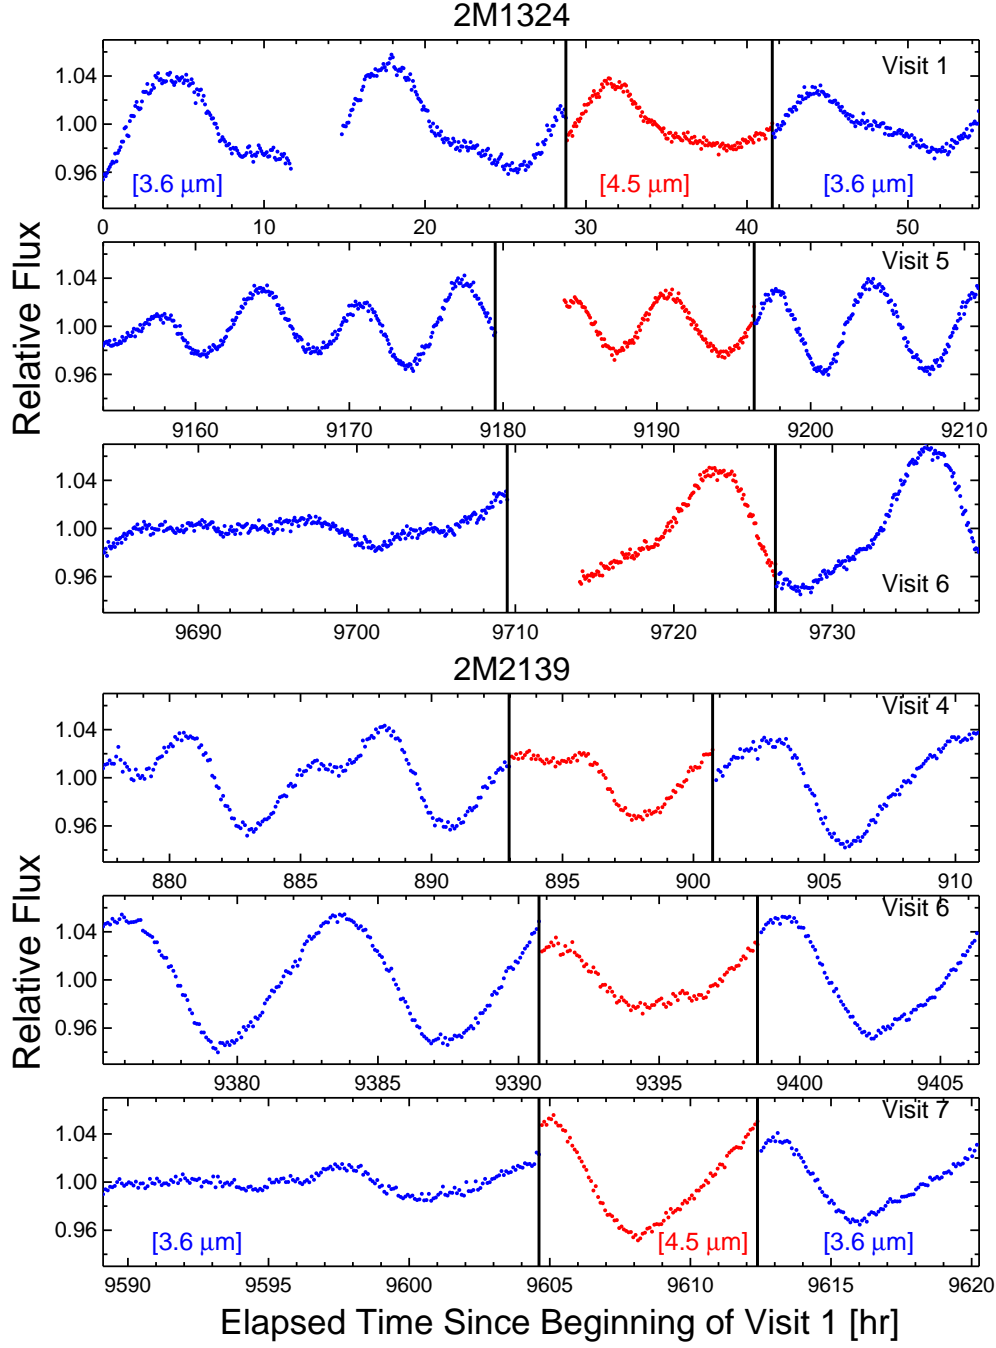 2M1324
1.04
1.00
0.96
Visit 1
[3.6 μm]
[4.5 μm]
[3.6 μm]
0 10 20 30 40 50
Relative Flux
1.04
1.00
0.96
Visit 5
9160 9170 9180 9190 9200 9210
1.04
1.00
0.96
Visit 6
9690 9700 9710 9720 9730
2M2139
1.04
1.00
0.96
Visit 4
880 885 890 895 900 905 910
Relative Flux
1.04
1.00
0.96
Visit 6
9380 9385 9390 9395 9400 9405
1.04
1.00
0.96
Visit 7
[3.6 μm]
[4.5 μm]
[3.6 μm]
9590 9595 9600 9605 9610 9615 9620
Elapsed Time Since Beginning of Visit 1 [hr]